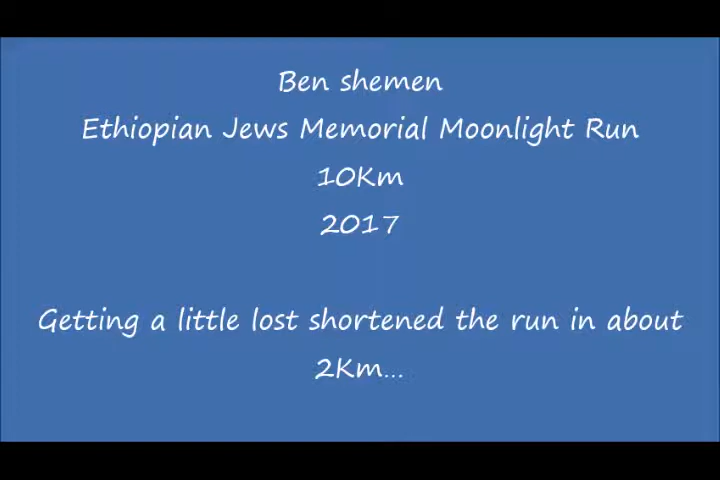 Ben shemen
Ethiopian Jews Memorial Moonlight Run
10Km
2017
Getting a little lost shortened the run in about
2Km...